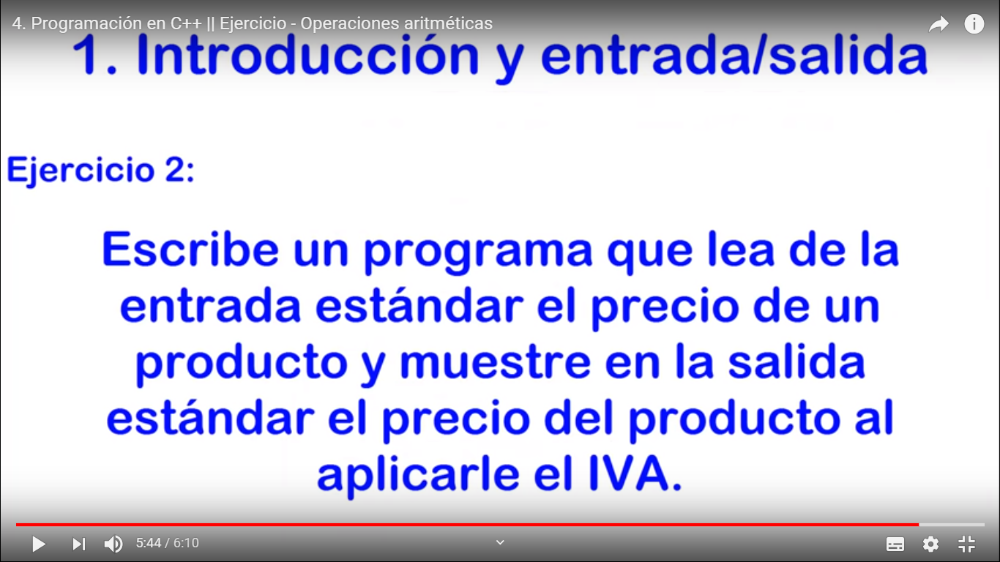 4. Programación en C++ || Ejercicio - Operaciones aritméticas
1. Introducción y entrada/salida
Ejercicio 2:
Escribe un programa que lea de la
entrada estándar el precio de un
producto y muestre en la salida
estándar el precio del producto al
aplicarle el IVA.
5:44 / 6:10